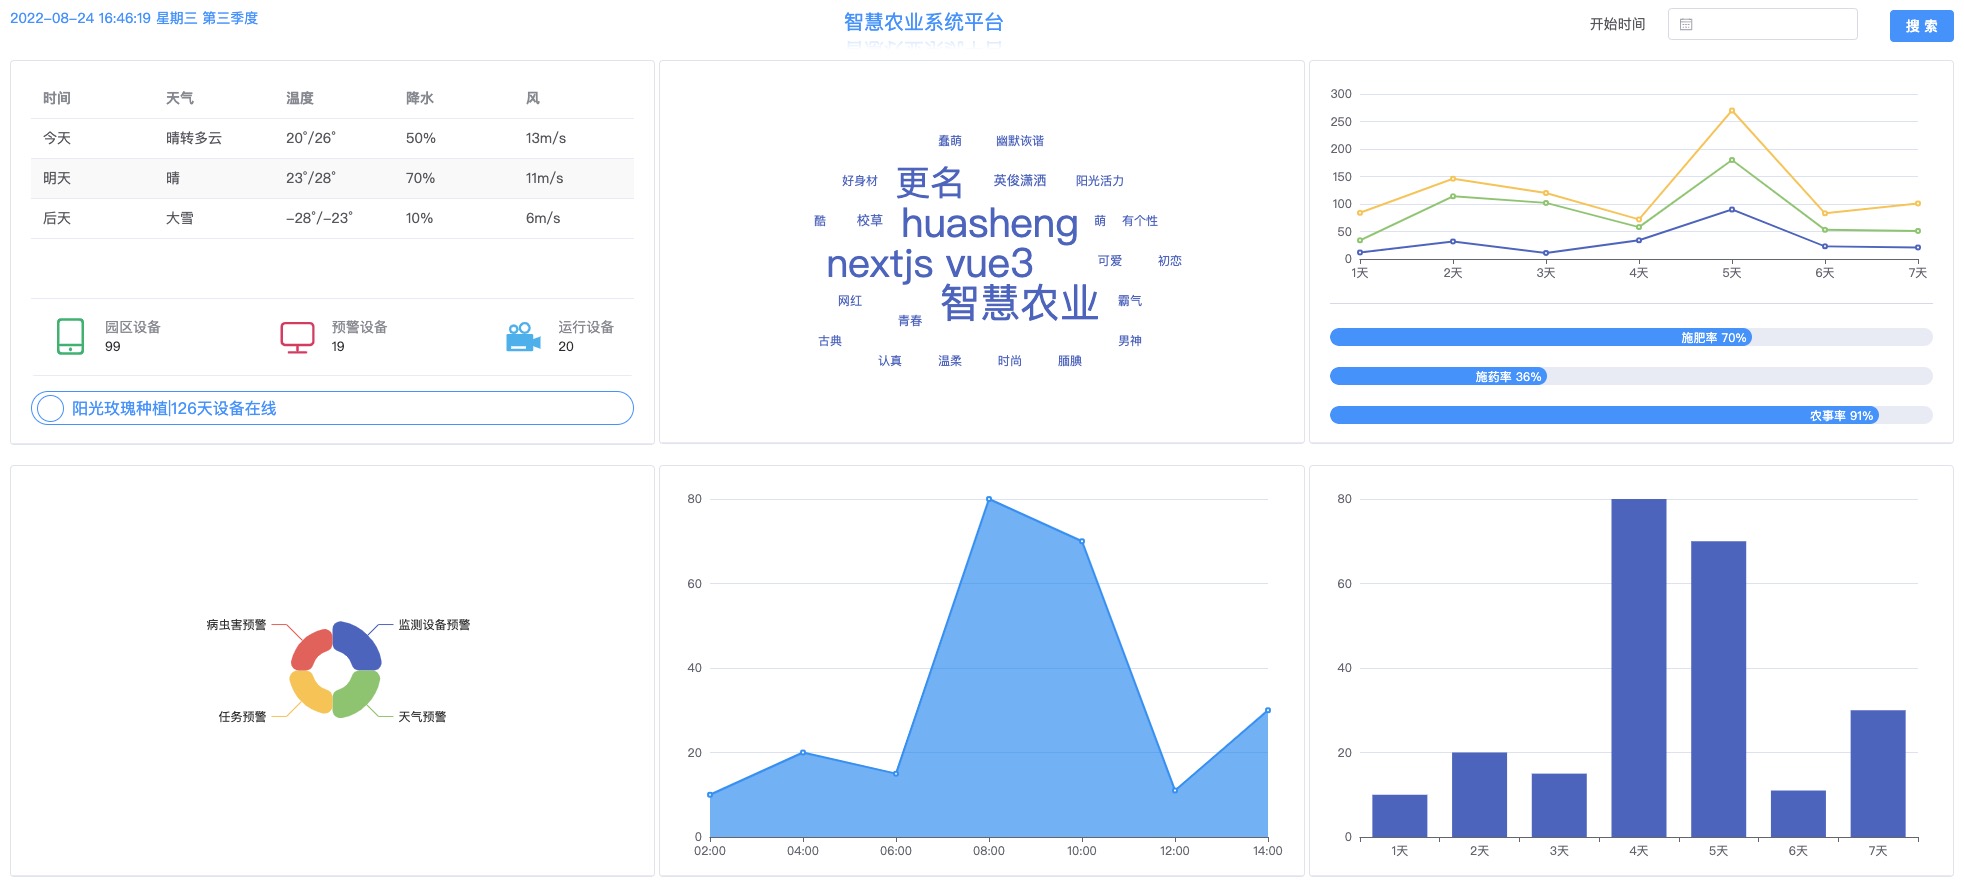 2022-08-24 16:46:19 星期三 第三季度
智慧农业系统平台
开始时间
搜 索
时间 天气 温度 降水 风
今天 晴转多云 20°/26° 50% 13m/s
明天 晴 23°/28° 70% 11m/s
后天 大雪 -28°/-23° 10% 6m/s
园区设备
99
预警设备
19
运行设备
20
阳光玫瑰种植|126天设备在线
蠢萌 幽默诙谐
好身材 更名 英俊潇洒 阳光活力
酷 校草 huasheng 萌 有个性
nextjs vue3 可爱 初恋
网红 智慧农业 霸气
青春
古典 男神
认真 温柔 时尚 腼腆
300
250
200
150
100
50
0
1天 2天 3天 4天 5天 6天 7天
施肥率 70%
施药率 36%
农事率 91%
病虫害预警 监测设备预警
任务预警 天气预警
80
60
40
20
0
02:00 04:00 06:00 08:00 10:00 12:00 14:00
80
60
40
20
0
1天 2天 3天 4天 5天 6天 7天